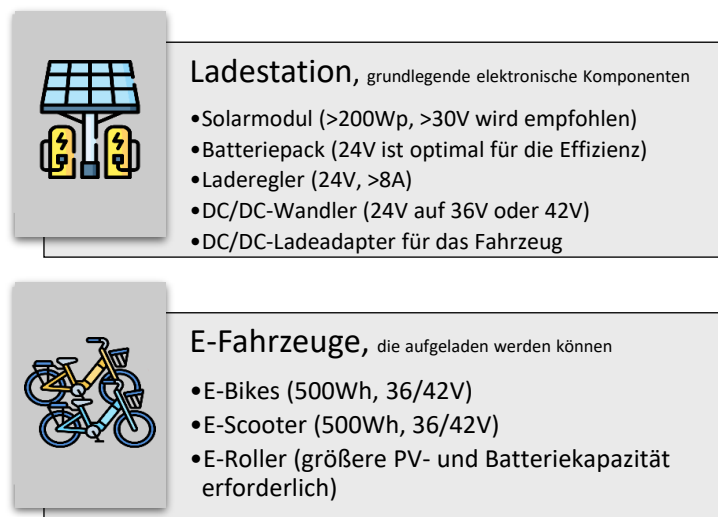 Ladestation, grundlegende elektronische Komponenten
•Solarmodul (>200Wp, >30V wird empfohlen)
•Batteriepack (24V ist optimal für die Effizienz)
•Laderegler (24V, >8A)
•DC/DC-Wandler (24V auf 36V oder 42V)
•DC/DC-Ladeadapter für das Fahrzeug
E-Fahrzeuge, die aufgeladen werden können
•E-Bikes (500Wh, 36/42V)
•E-Scooter (500Wh, 36/42V)
•E-Roller (größere PV- und Batteriekapazität
erforderlich)